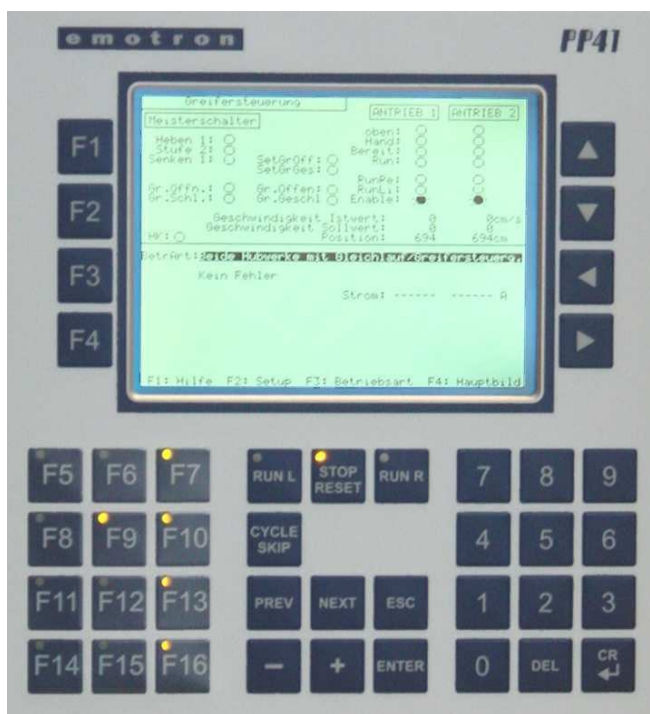 emotron
PP41
Greifersteuerung
Meisterschalter
ANTRIEB 1 ANTRIEB 2
Heben 1:
Stufe 2:
Senken 1:
SetGrÖff:
SetGrGes:
oben:
Hand:
Bereit:
Run:
Gr.Öffn.:
Gr.Schl.:
Gr.Offen:
Gr.Geschl
RunRe:
RunLi:
Enable:
Geschwindigkeit Istwert: 0 0cm/s
Geschwindigkeit Sollwert: 0 0
HK: Position: 694 694cm
BetrArt:Beide Hubwerke mit Gleichlauf/Greifersteuerg.
Kein Fehler
Strom: ------ ------ A
F1: Hilfe F2: Setup F3: Betriebsart F4: Hauptbild
F1
F2
F3
F4
F5 F6 F7 RUN L STOP RESET RUN R 7 8 9
F8 F9 F10 CYCLE SKIP 4 5 6
F11 F12 F13 PREV NEXT ESC 1 2 3
F14 F15 F16 - + ENTER 0 DEL CR